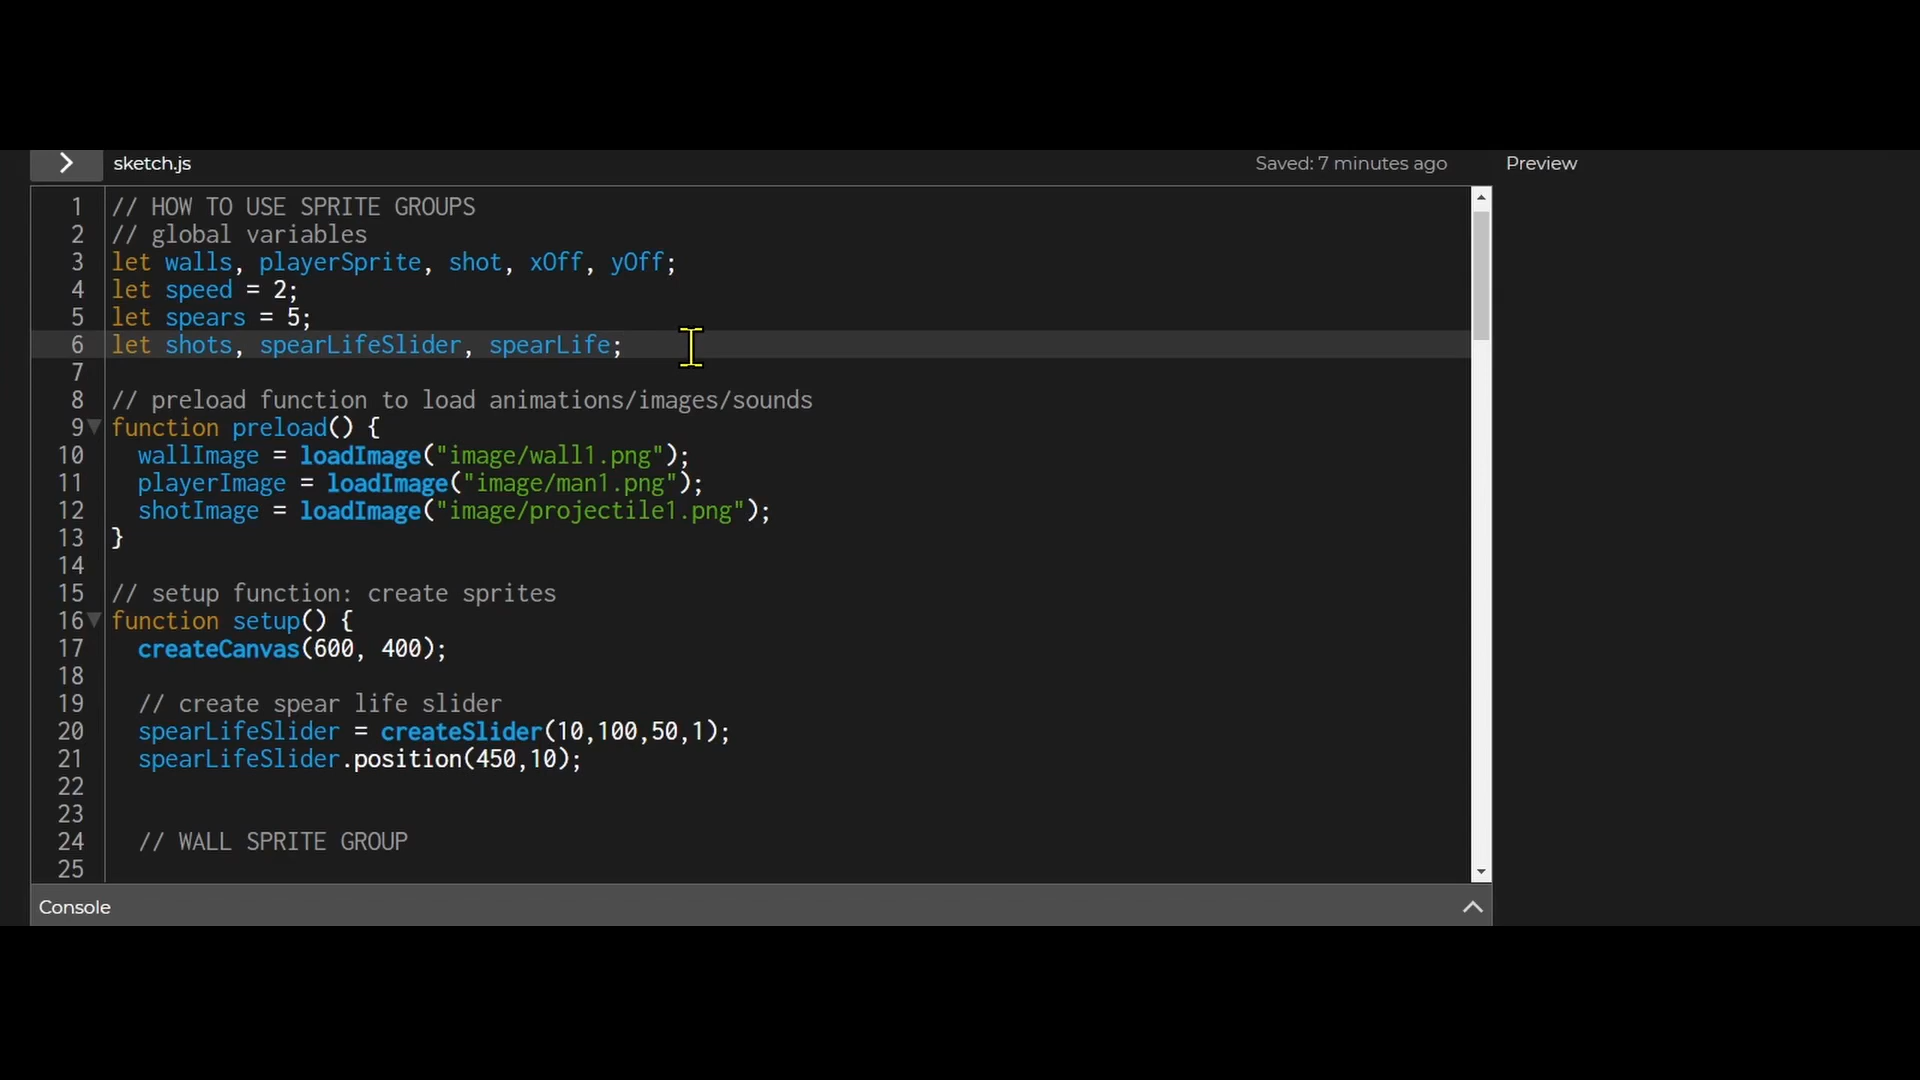 sketch.js Saved: 7 minutes ago Preview
1 // HOW TO USE SPRITE GROUPS
2 // global variables
3 let walls, playerSprite, shot, xOff, yOff;
4 let speed = 2;
5 let spears = 5;
6 let shots, spearLifeSlider, spearLife;
7
8 // preload function to load animations/images/sounds
9 function preload() {
10 wallImage = loadImage("image/wall1.png");
11 playerImage = loadImage("image/man1.png");
12 shotImage = loadImage("image/projectile1.png");
13 }
14
15 // setup function: create sprites
16 function setup() {
17 createCanvas(600, 400);
18
19 // create spear life slider
20 spearLifeSlider = createSlider(10,100,50,1);
21 spearLifeSlider.position(450,10);
22
23
24 // WALL SPRITE GROUP
25
Console